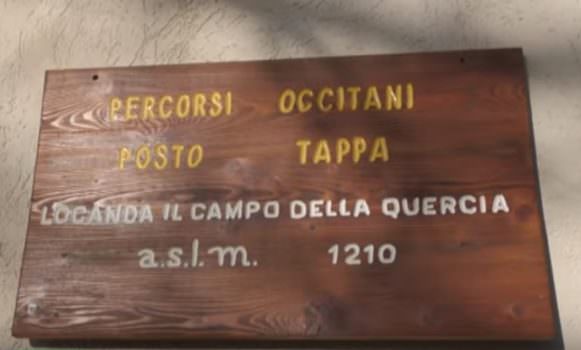 PERCORSI OCCITANI
POSTO TAPPA
LOCANDA IL CAMPO DELLA QUERCIA
a.s.l.m. 1210